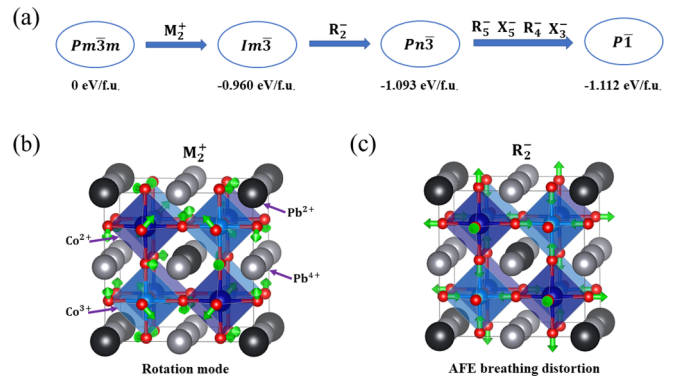 (a)
M₂⁺
R₂⁻
R₅⁻ X₅⁻ R₄⁻ X₃⁻
Pm3̅m
Im3̅
Pn3̅
P1̅
0 eV/f.u.
-0.960 eV/f.u.
-1.093 eV/f.u.
-1.112 eV/f.u.
(b)
M₂⁺
(c)
R₂⁻
Pb²⁺
Co²⁺
Pb⁴⁺
Co³⁺
Rotation mode
AFE breathing distortion